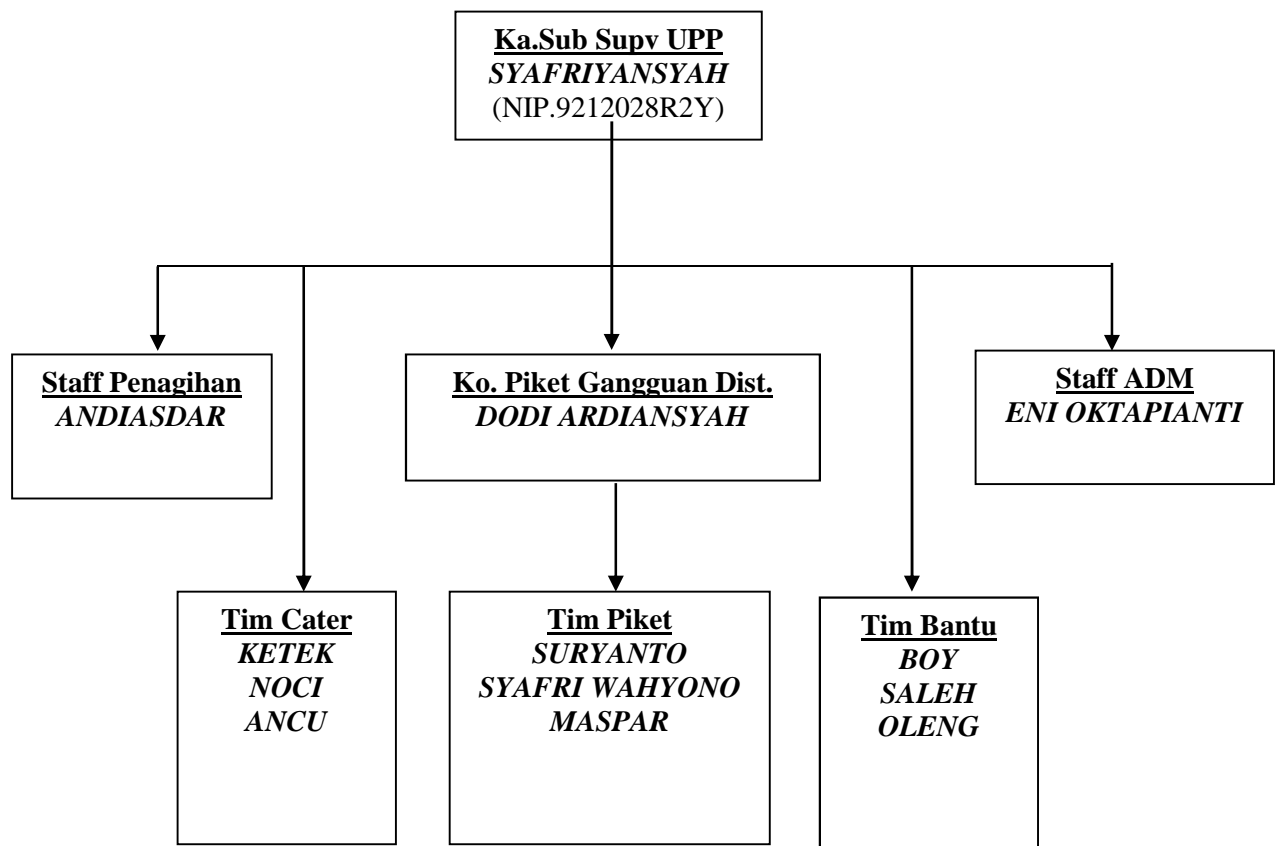 Ka.Sub Supv UPP
SYAFRIYANSYAH
(NIP.9212028R2Y)
Staff Penagihan
ANDIASDAR
Ko. Piket Gangguan Dist.
DODI ARDIANSYAH
Staff ADM
ENI OKTAPIANTI
Tim Cater
KETEK
NOCI
ANCU
Tim Piket
SURYANTO
SYAFRI WAHYONO
MASPAR
Tim Bantu
BOY
SALEH
OLENG